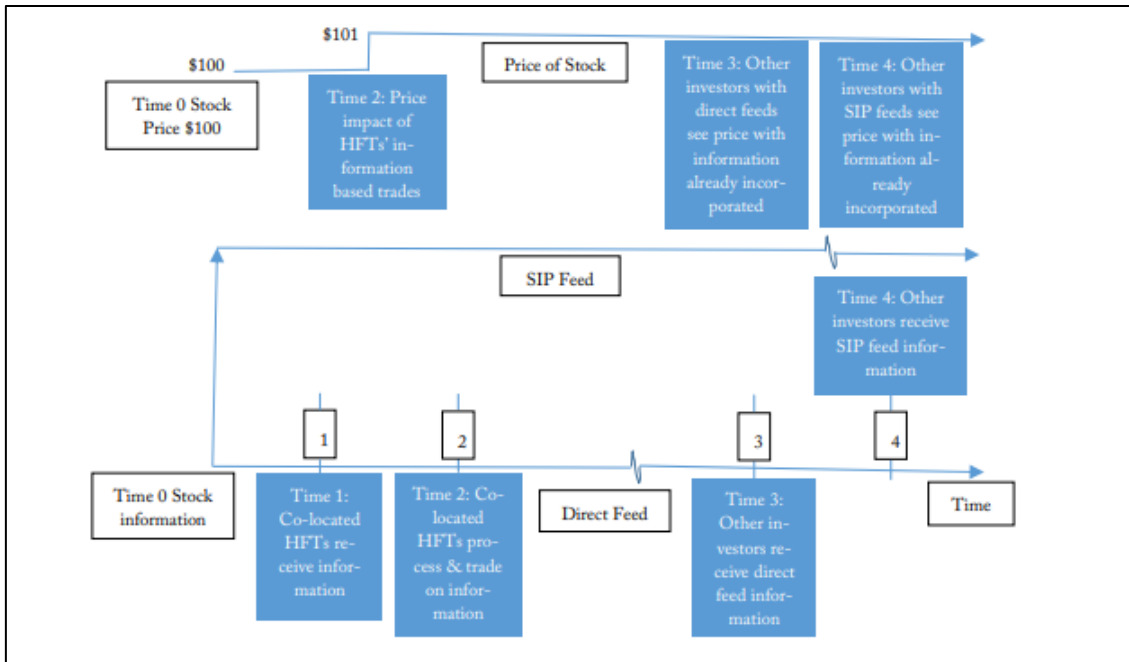 $101
$100
Price of Stock
Time 0 Stock
Price $100
Time 2: Price
impact of
HFTs' in-
formation
based trades
Time 3: Other
investors with
direct feeds
see price with
information
already incor-
porated
Time 4: Other
investors with
SIP feeds see
price with in-
formation al-
ready
incorporated
SIP Feed
Time 4: Other
investors receive
SIP feed infor-
mation
1
2
3
4
Time 0 Stock
information
Time 1:
Co-located
HFTs re-
ceive infor-
mation
Time 2: Co-
located
HFTs pro-
cess & trade
on infor-
mation
Direct Feed
Time 3:
Other in-
vestors re-
ceive direct
feed infor-
mation
Time